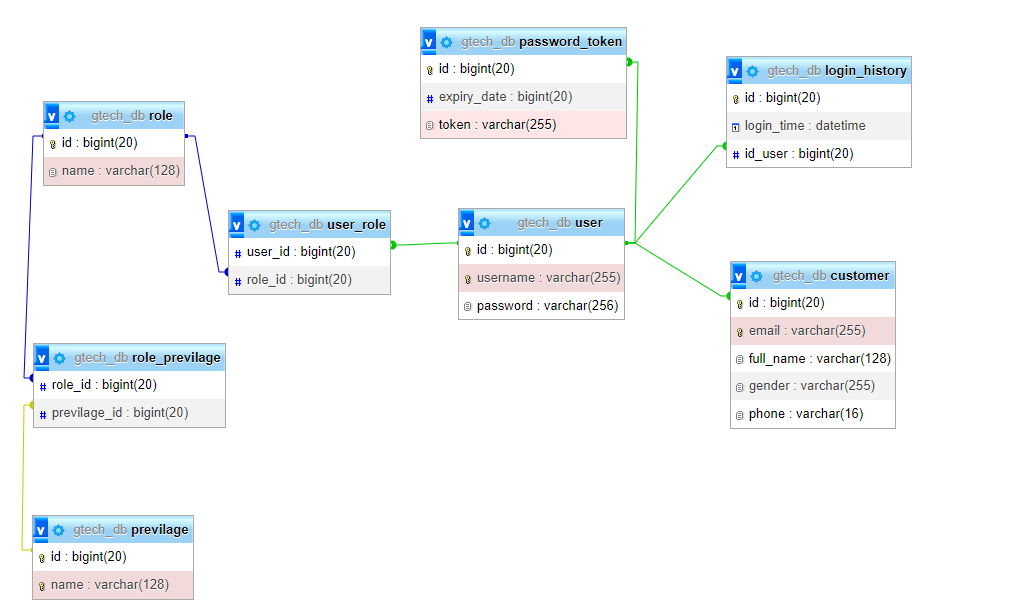 v gtech_db password_token
id : bigint(20)
# expiry_date : bigint(20)
token : varchar(255)
v gtech_db login_history
id : bigint(20)
login_time : datetime
# id_user : bigint(20)
v gtech_db role
id : bigint(20)
name : varchar(128)
v gtech_db user_role
# user_id : bigint(20)
# role_id : bigint(20)
v gtech_db user
id : bigint(20)
username : varchar(255)
password : varchar(256)
v gtech_db customer
id : bigint(20)
email : varchar(255)
full_name : varchar(128)
gender : varchar(255)
phone : varchar(16)
v gtech_db role_previlage
# role_id : bigint(20)
# previlage_id : bigint(20)
v gtech_db previlage
id : bigint(20)
name : varchar(128)